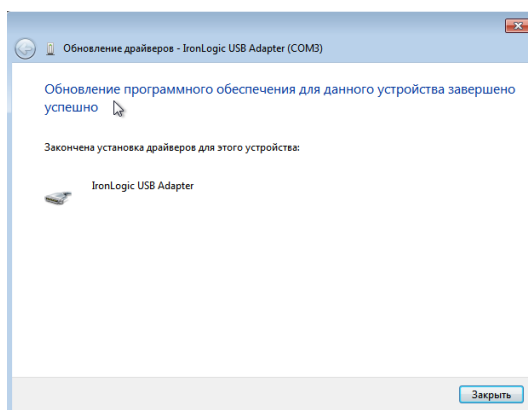 Обновление драйверов - IronLogic USB Adapter (COM3)
Обновление программного обеспечения для данного устройства завершено
успешно
Закончена установка драйверов для этого устройства:
IronLogic USB Adapter
Закрыть